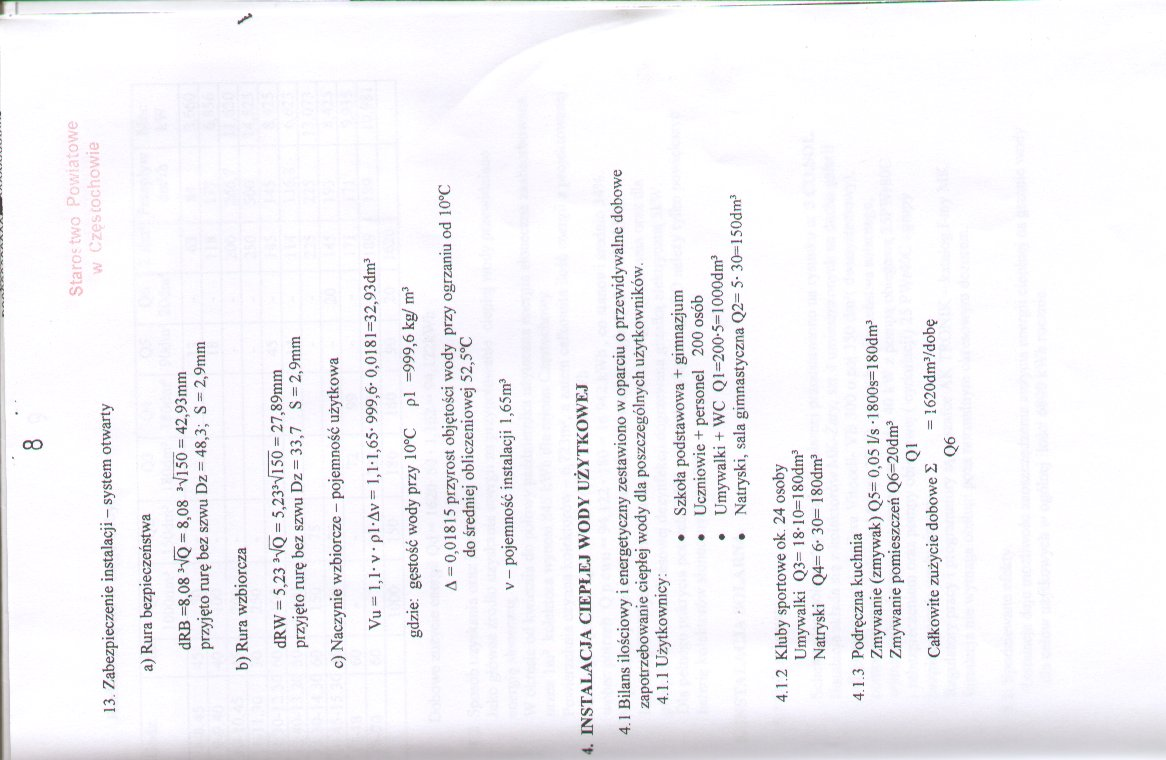 8
Starostwo Powiatowe
w Częstochowie
13. Zabezpieczenie instalacji – system otwarty
a) Rura bezpieczeństwa
dRB =8,08 ³√Q = 8,08 ³√150 = 42,93mm
przyjęto rurę bez szwu Dz = 48,3; S = 2,9mm
b) Rura wzbiorcza
dRW = 5,23 ³√Q = 5,23³√150 = 27,89mm
przyjęto rurę bez szwu Dz = 33,7 S = 2,9mm
c) Naczynie wzbiorcze – pojemność użytkowa
Vu = 1,1· v · ρ1·Δv = 1,1·1,65· 999,6· 0,0181=32,93dm³
gdzie: gęstość wody przy 10ºC ρ1 =999,6 kg/ m³
Δ = 0,01815 przyrost objętości wody przy ogrzaniu od 10ºC
do średniej obliczeniowej 52,5ºC
v – pojemność instalacji 1,65m³
4. INSTALACJA CIEPŁEJ WODY UŻYTKOWEJ
4.1 Bilans ilościowy i energetyczny zestawiono w oparciu o przewidywalne dobowe
zapotrzebowanie ciepłej wody dla poszczególnych użytkowników.
4.1.1 Użytkownicy:
• Szkoła podstawowa + gimnazjum
• Uczniowie + personel 200 osób
• Umywalki + WC Q1=200·5=1000dm³
• Natryski, sala gimnastyczna Q2= 5· 30=150dm³
4.1.2 Kluby sportowe ok. 24 osoby
Umywalki Q3= 18·10=180dm³
Natryski Q4= 6· 30= 180dm³
4.1.3 Podręczna kuchnia
Zmywanie (zmywak) Q5= 0,05 l/s ·1800s=180dm³
Zmywanie pomieszczeń Q6=20dm³
Q1
Całkowite zużycie dobowe Σ = 1620dm³/dobę
Q6